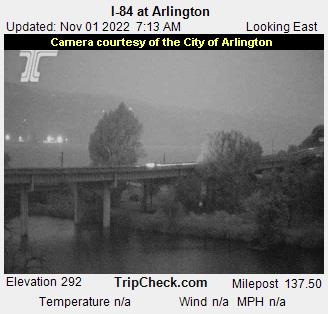 I-84 at Arlington
Updated: Nov 01 2022 7:13 AM Looking East
Camera courtesy of the City of Arlington
Elevation 292 TripCheck.com Milepost 137.50
Temperature n/a Wind n/a MPH n/a